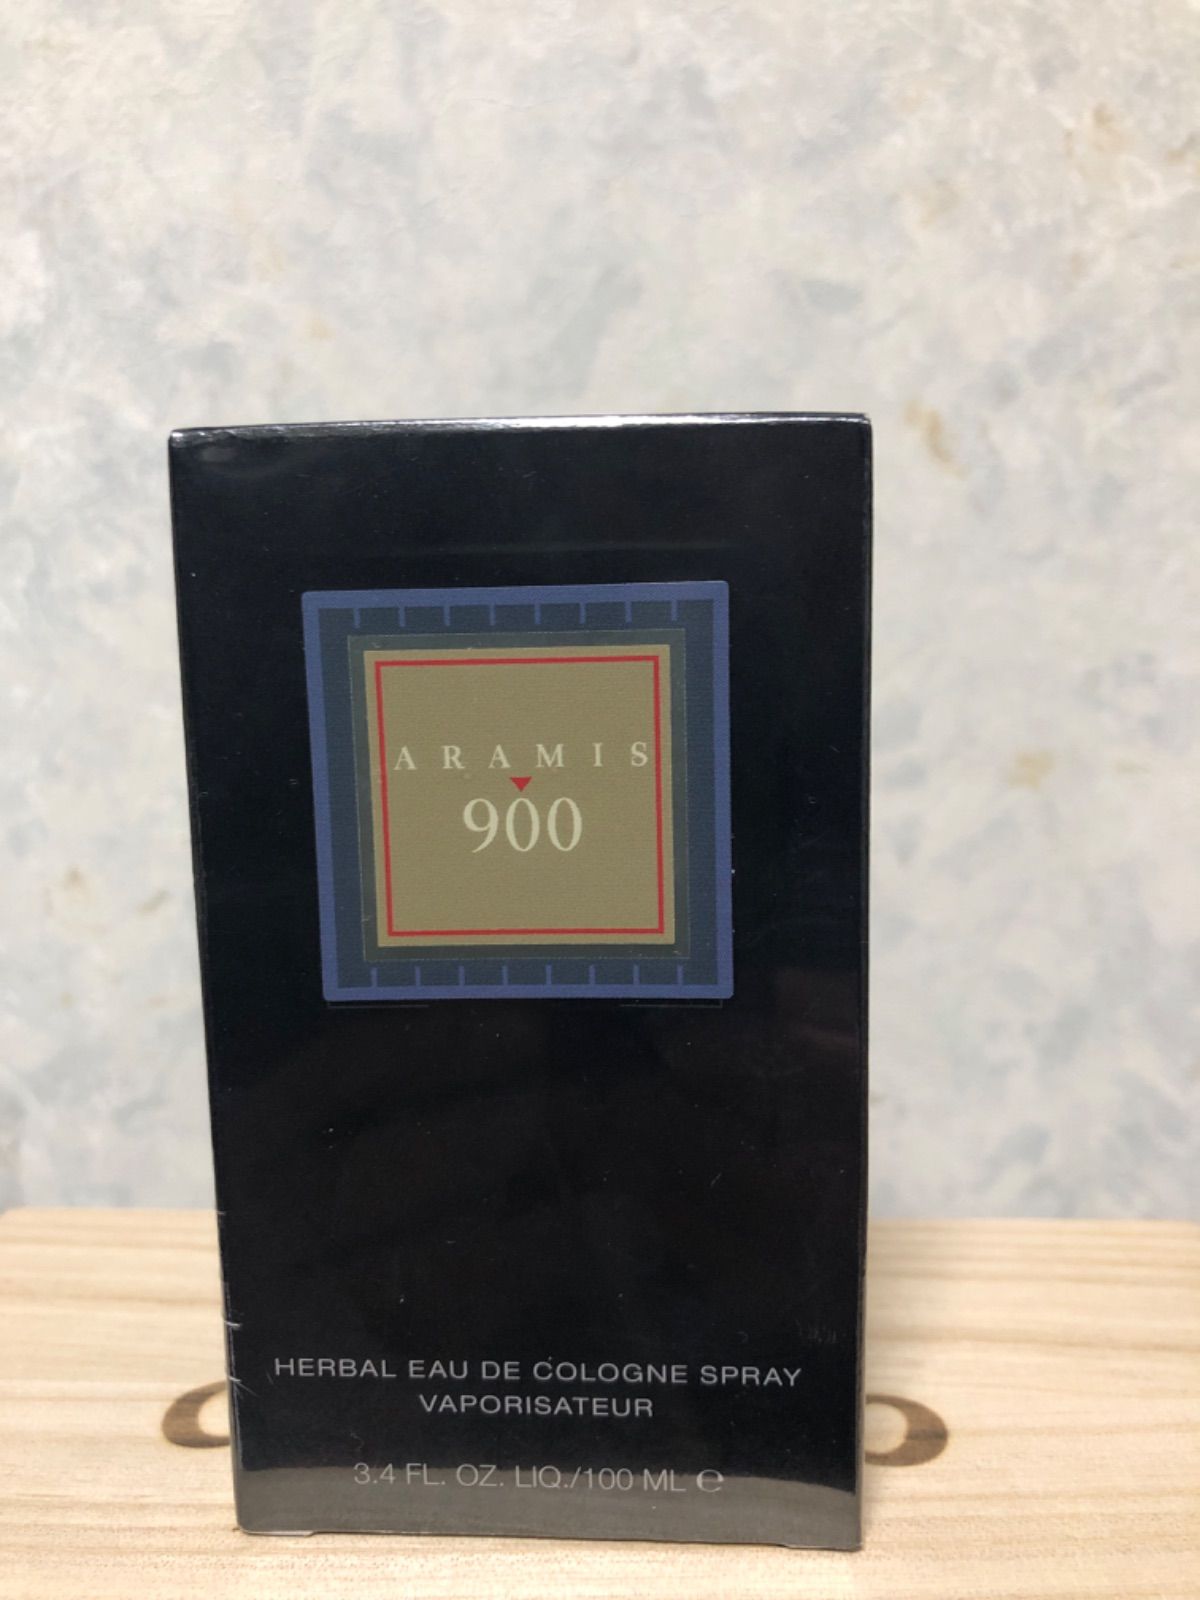 ARAMIS
900
HERBAL EAU DE COLOGNE SPRAY
VAPORISATEUR
3.4 FL. OZ. LIQ./100 ML ℮